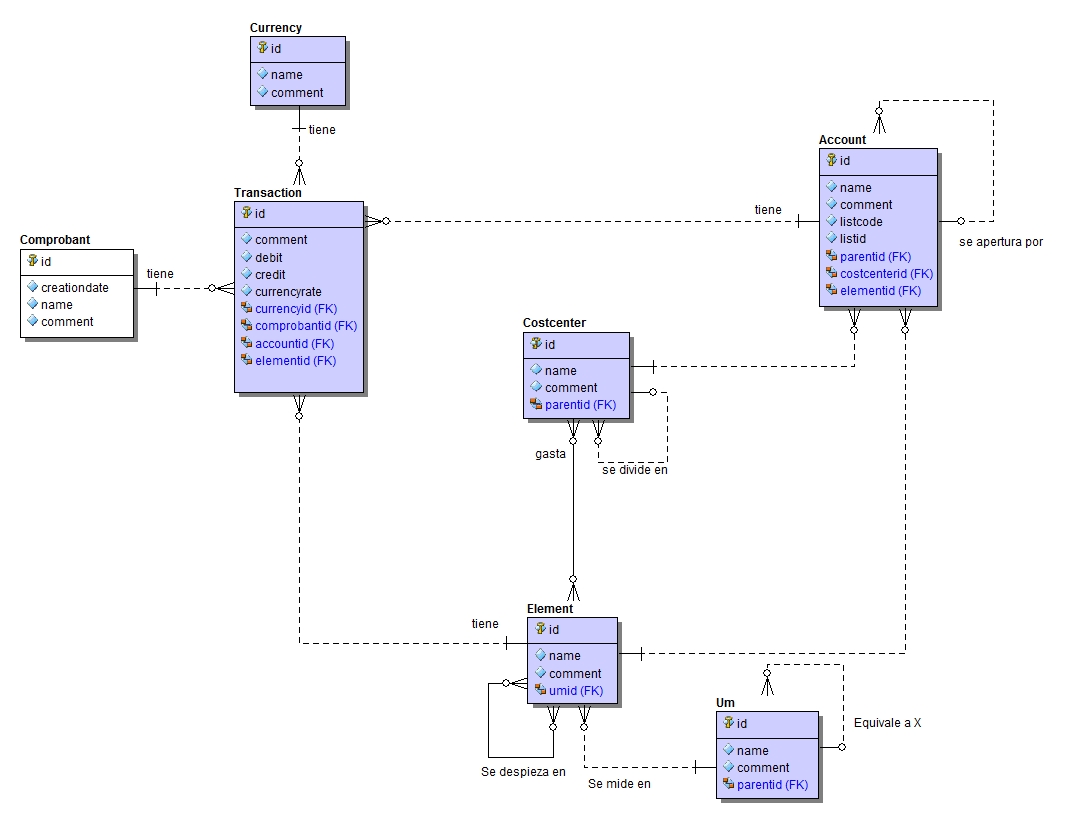 Currency
id
name
comment
tiene
Transaction
id
comment
debit
credit
currencyrate
currencyid (FK)
comprobantid (FK)
accountid (FK)
elementid (FK)
Comprobant
id
creationdate
name
comment
tiene
tiene
Account
id
name
comment
listcode
listid
parentid (FK)
costcenterid (FK)
elementid (FK)
se apertura por
Costcenter
id
name
comment
parentid (FK)
gasta
se divide en
tiene
Element
id
name
comment
umid (FK)
Se despieza en
Se mide en
Um
id
name
comment
parentid (FK)
Equivale a X